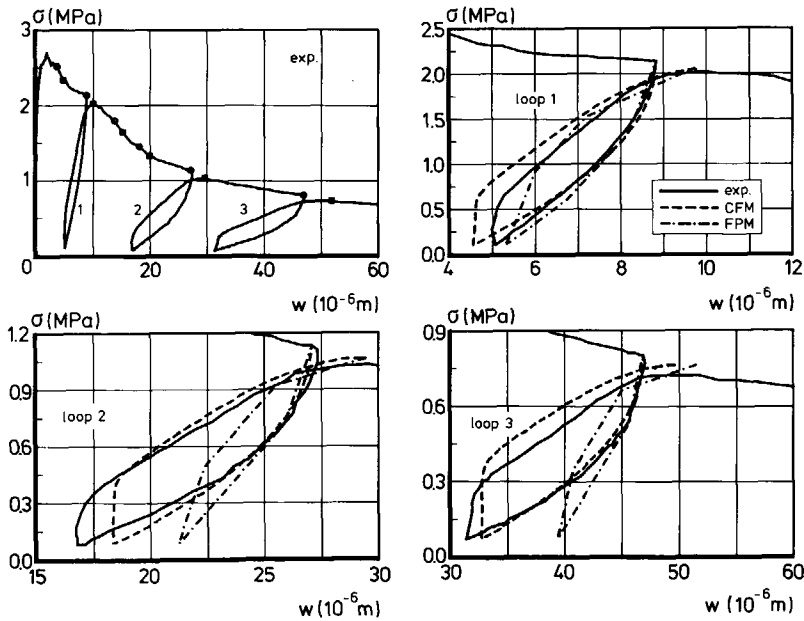 σ (MPa)
3
2
1
0
exp.
1
2
3
0
20
40
60
w (10⁻⁶m)
σ (MPa)
2.5
2.0
1.5
1.0
0.5
0.0
loop 1
exp.
CFM
FPM
4
6
8
10
12
w (10⁻⁶m)
σ (MPa)
1.2
0.9
0.6
0.3
0.0
loop 2
15
20
25
30
w (10⁻⁶m)
σ (MPa)
0.9
0.6
0.3
0.0
loop 3
30
40
50
60
w (10⁻⁶m)